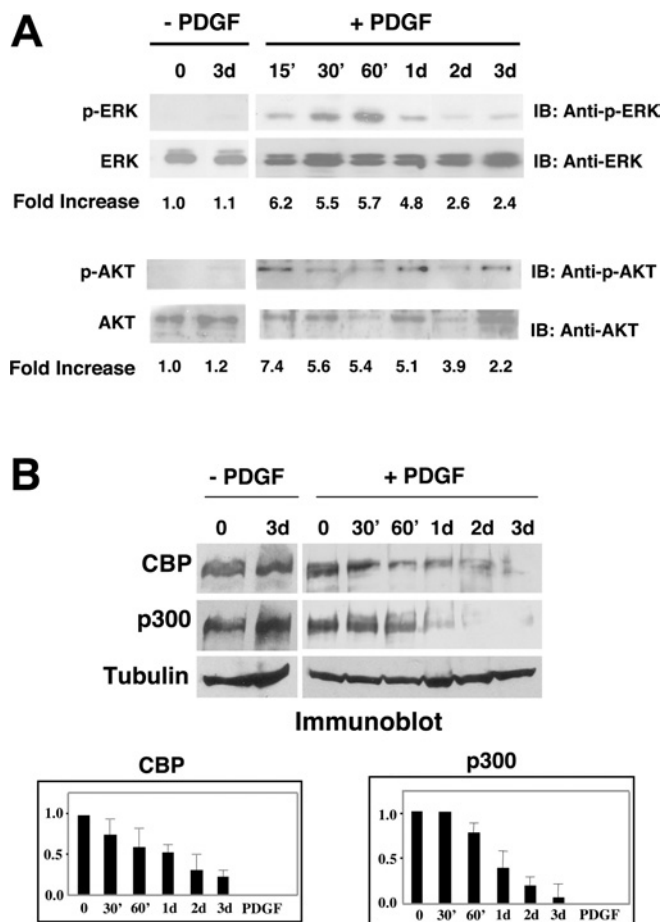 A
- PDGF + PDGF
0 3d 15’ 30’ 60’ 1d 2d 3d
p-ERK IB: Anti-p-ERK
ERK IB: Anti-ERK
Fold Increase 1.0 1.1 6.2 5.5 5.7 4.8 2.6 2.4
p-AKT IB: Anti-p-AKT
AKT IB: Anti-AKT
Fold Increase 1.0 1.2 7.4 5.6 5.4 5.1 3.9 2.2
B
- PDGF + PDGF
0 3d 0 30’ 60’ 1d 2d 3d
CBP
p300
Tubulin
Immunoblot
CBP
1.0
0.5
0.0
0 30’ 60’ 1d 2d 3d PDGF
p300
1.0
0.5
0.0
0 30’ 60’ 1d 2d 3d PDGF